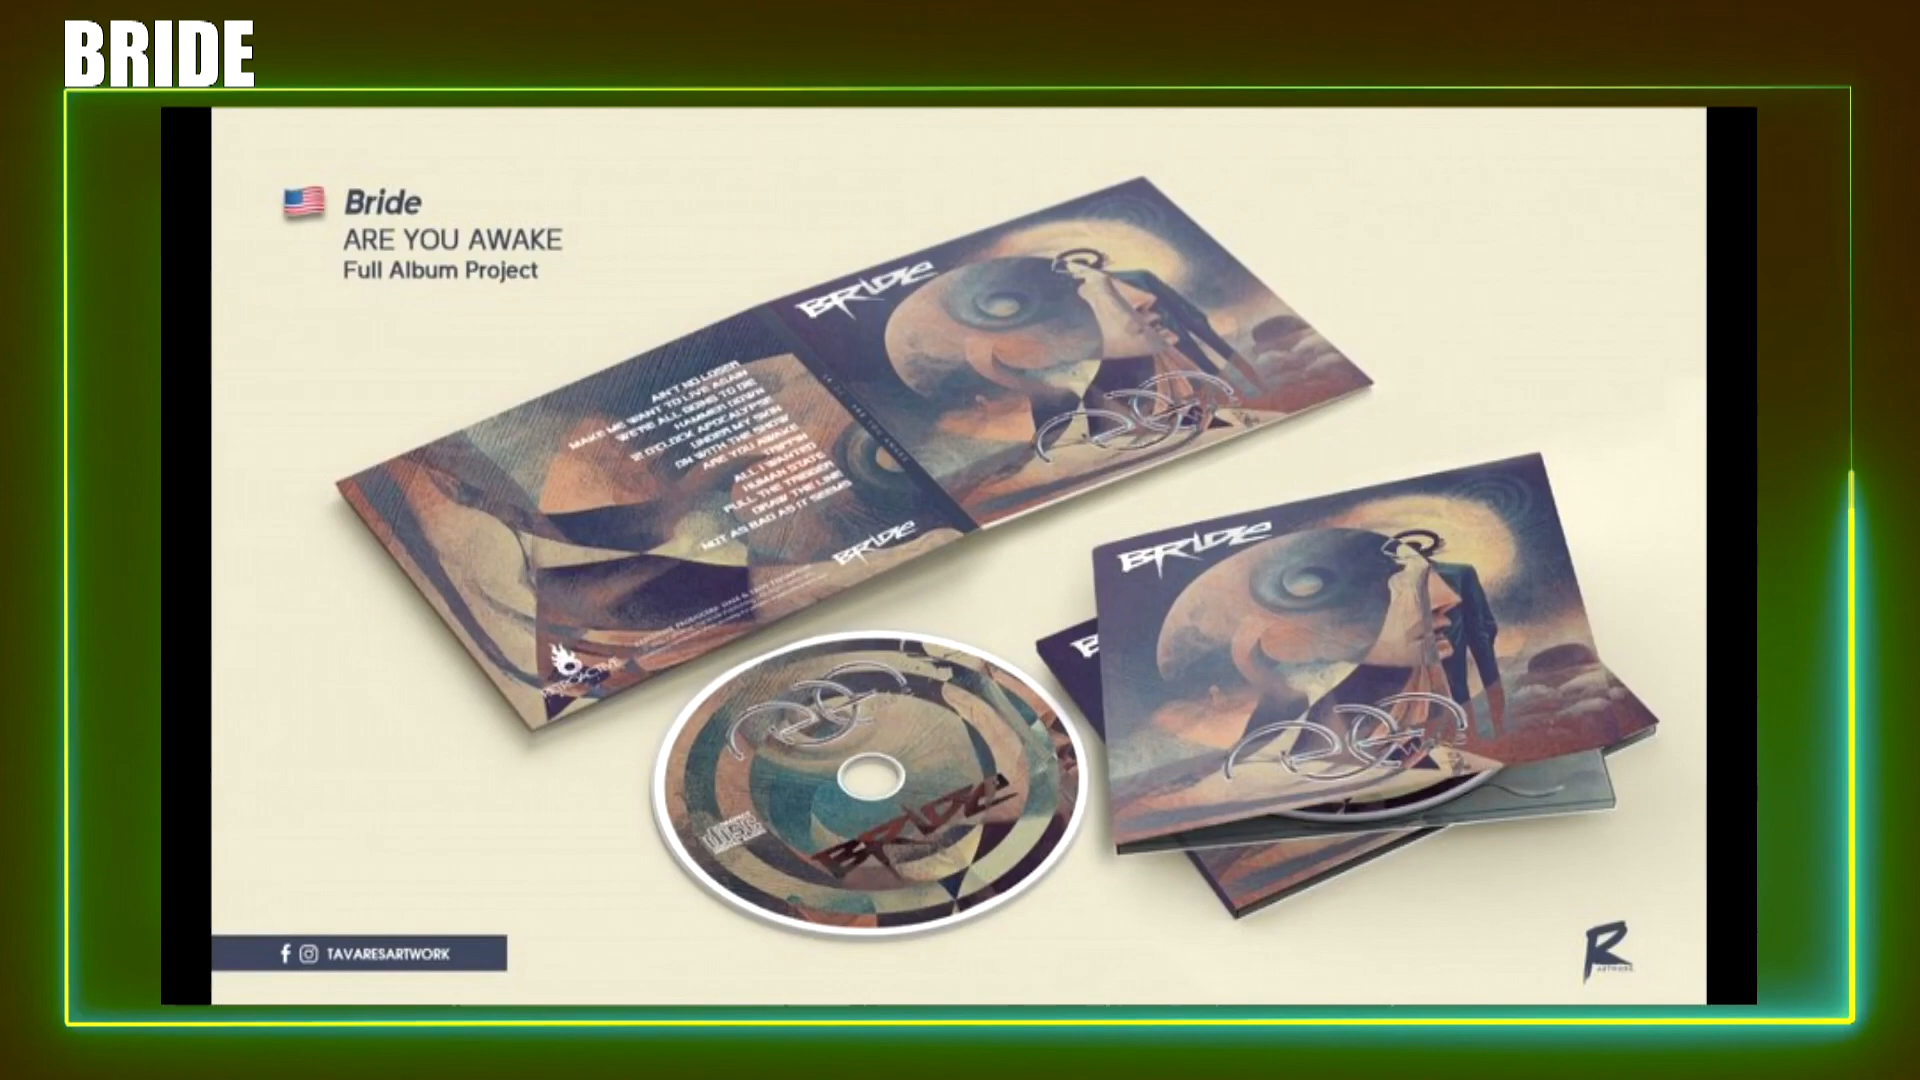 BRIDE
Bride
ARE YOU AWAKE
Full Album Project
BRIDE
AIN'T NO LOSER
MAKE ME WANT TO LIVE AGAIN
WE'RE ALL GOING TO DIE
HAMMER DOWN
12 O'CLOCK APOCALYPSE
UNDER MY SKIN
ON WITH THE SHOW
ARE YOU AWAKE
TRIPPIN
ALL I WANTED
HUMAN STATE
PULL THE TRIGGER
DRAW THE LINE
NOT AS BAD AS IT SEEMS
BRIDE
RETROACTIVE
BRIDE
BRIDE
TAVARESARTWORK
R
ARTWORK